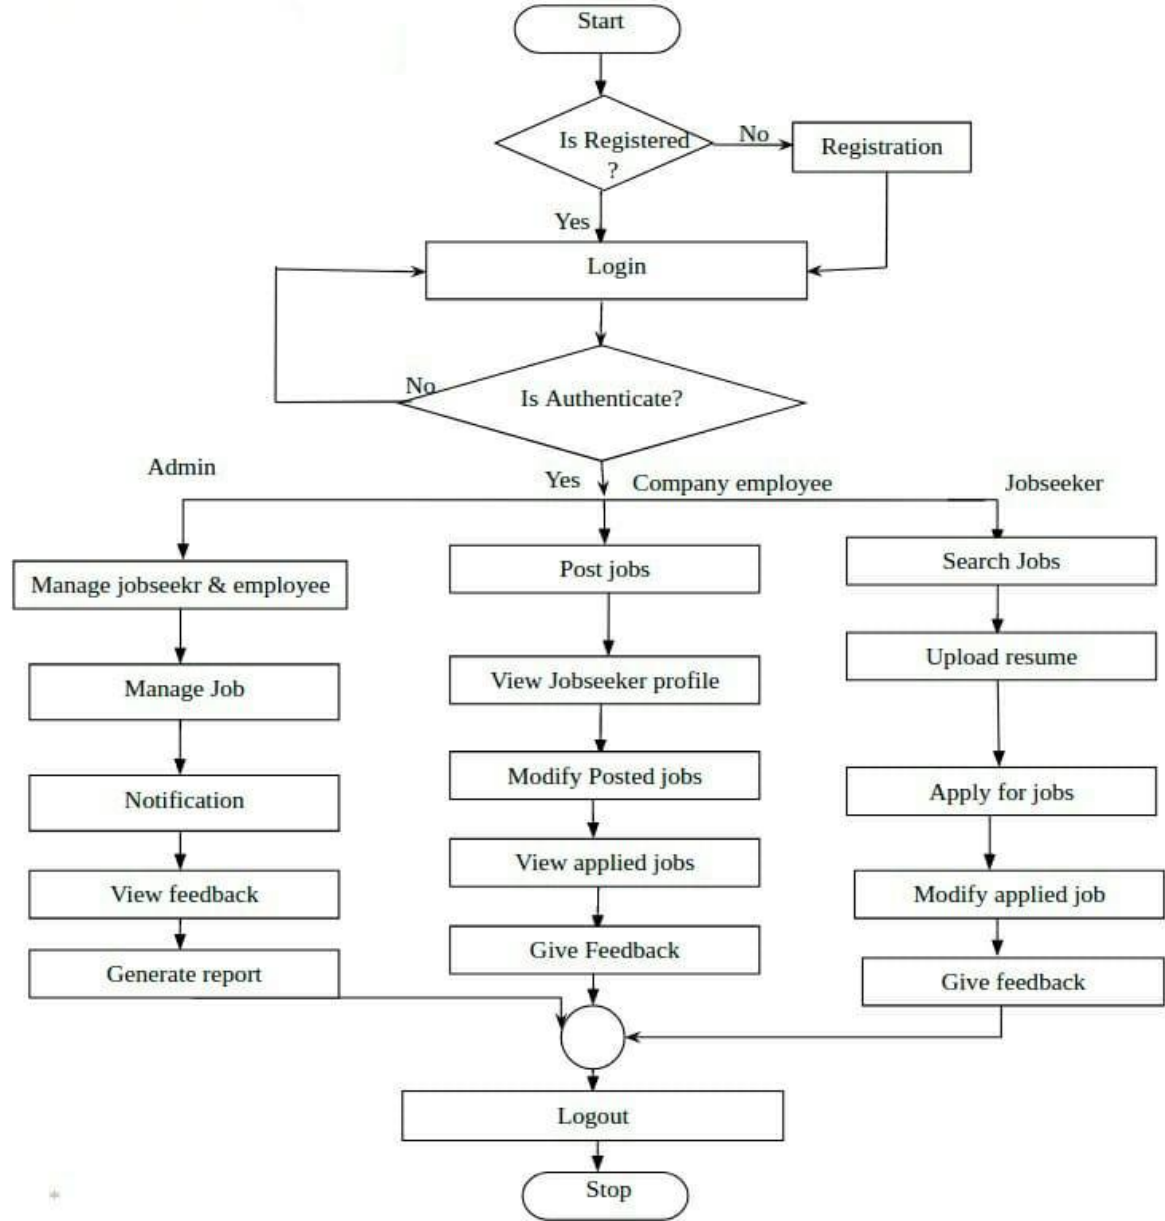 Start
Is Registered
?
No
Registration
Yes
Login
No
Is Authenticate?
Admin
Yes
Company employee
Jobseeker
Manage jobseekr & employee
Manage Job
Notification
View feedback
Generate report
Post jobs
View Jobseeker profile
Modify Posted jobs
View applied jobs
Give Feedback
Search Jobs
Upload resume
Apply for jobs
Modify applied job
Give feedback
Logout
Stop
*